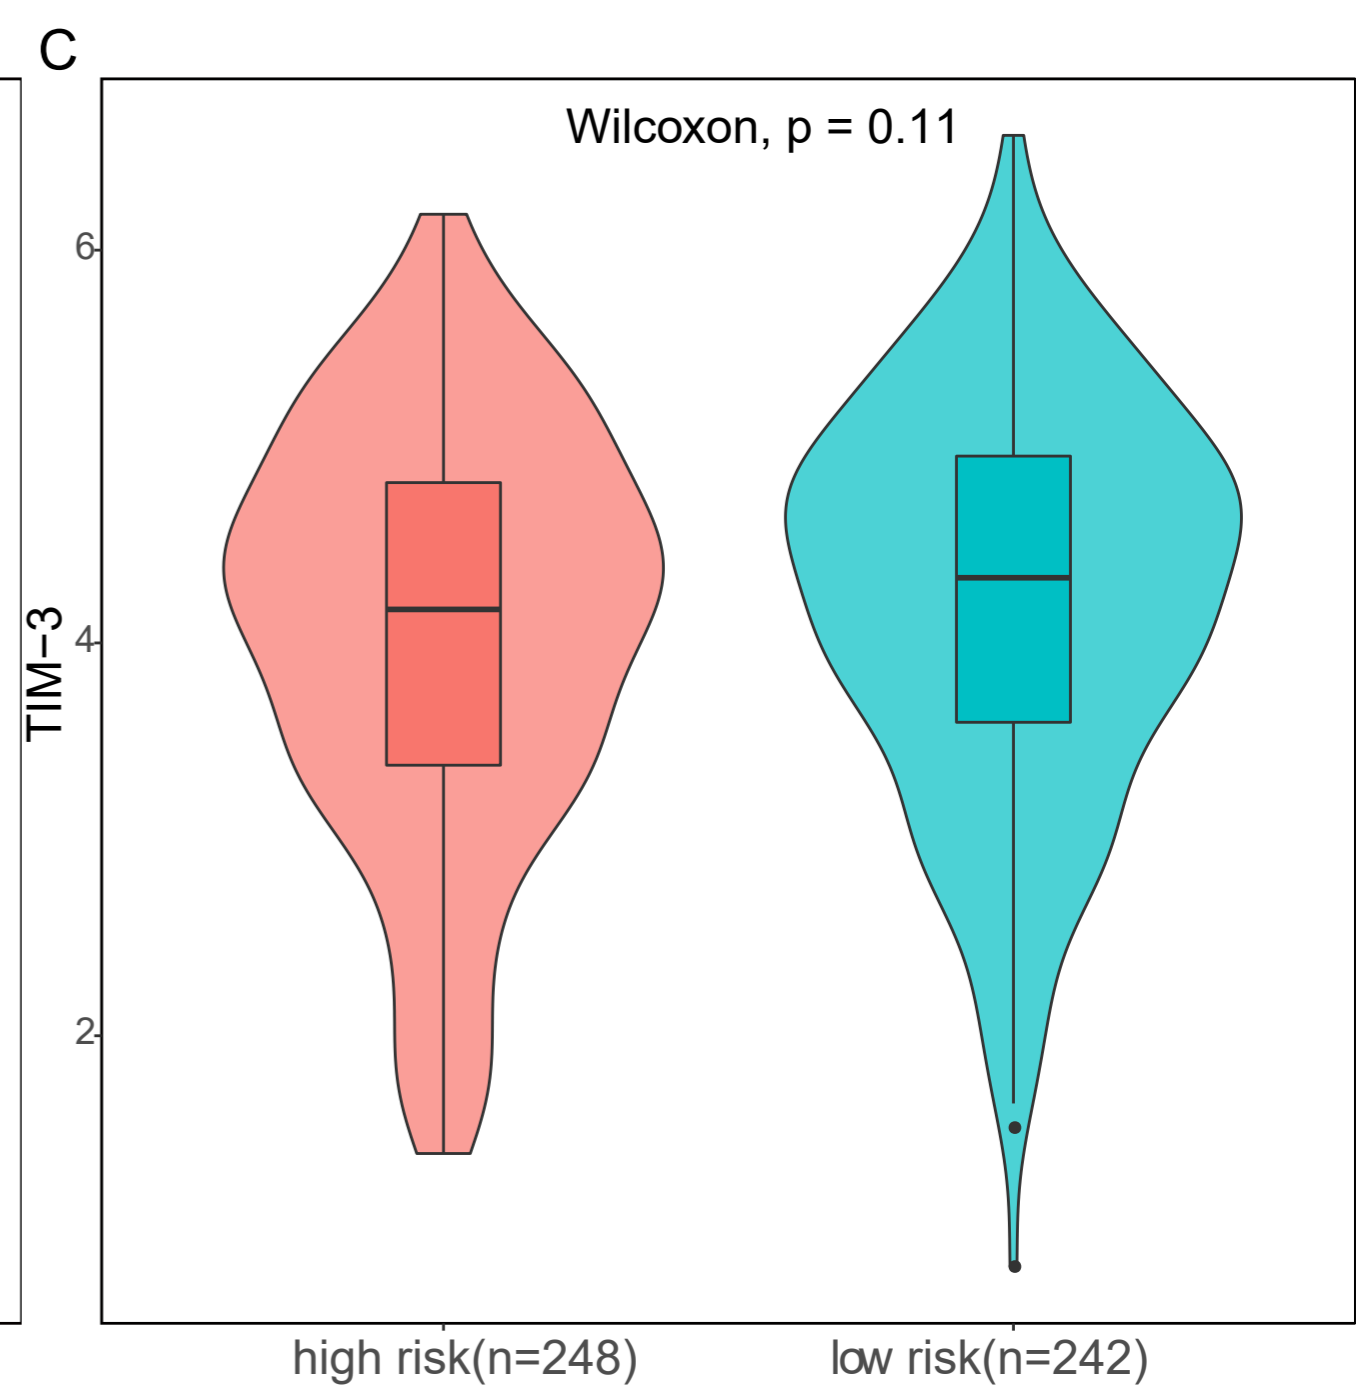 C
Wilcoxon, p = 0.11
6
4
2
TIM−3
high risk(n=248)
low risk(n=242)